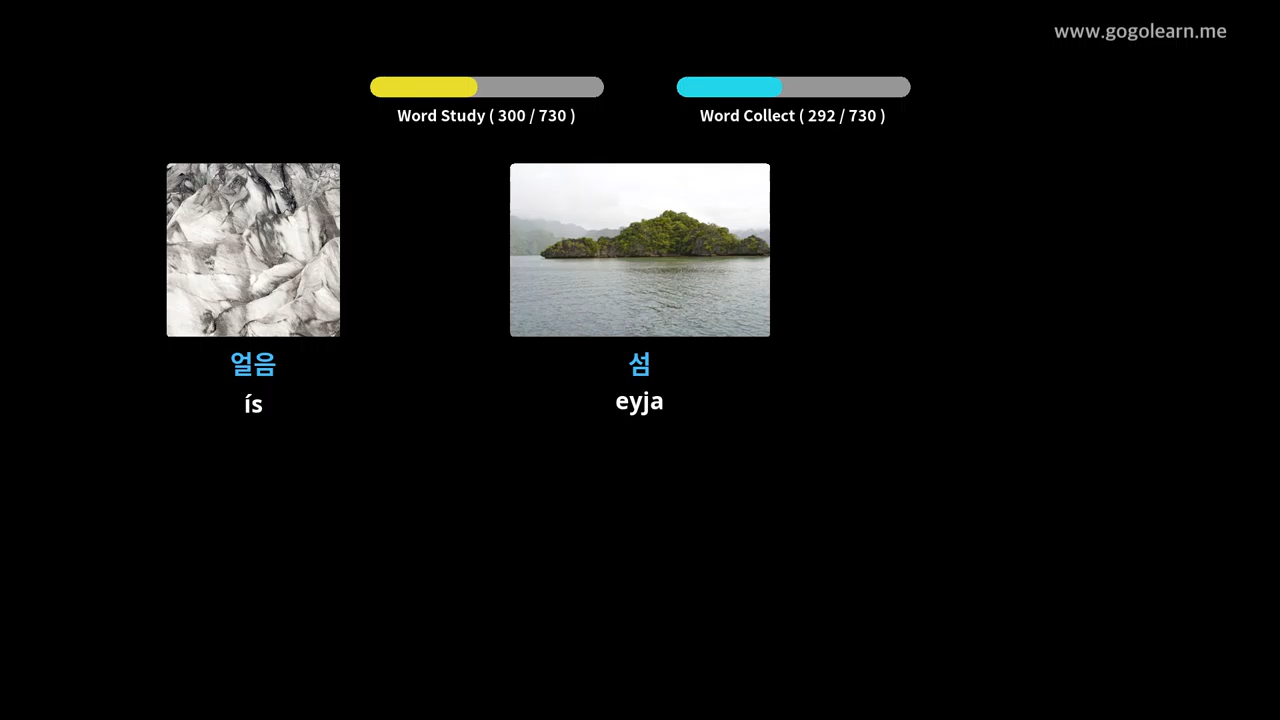 www.gogolearn.me
Word Study ( 300 / 730 )
Word Collect ( 292 / 730 )
얼음
ís
섬
eyja